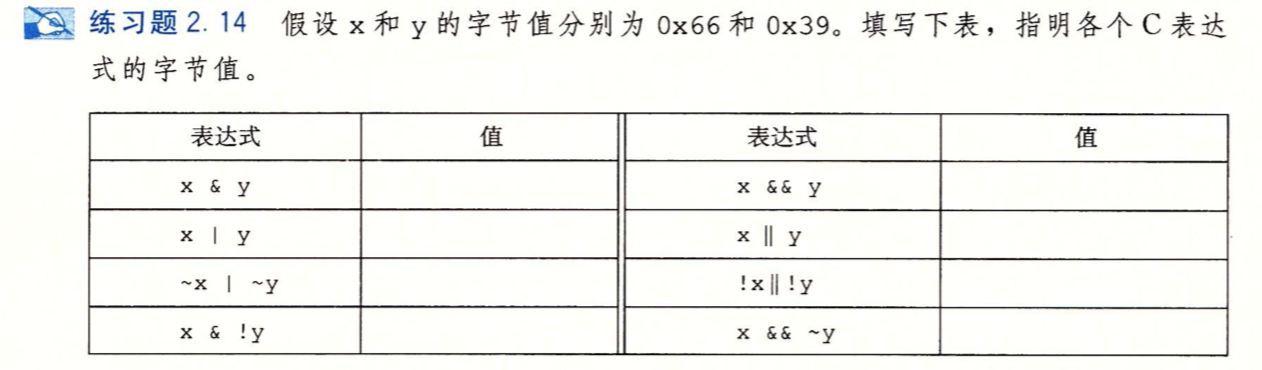 练习题 2.14 假设 x 和 y 的字节值分别为 0x66 和 0x39。填写下表，指明各个 C 表达
式的字节值。
表达式 值 表达式 值
x & y x && y
x | y x || y
~x | ~y !x||!y
x & !y x && ~y